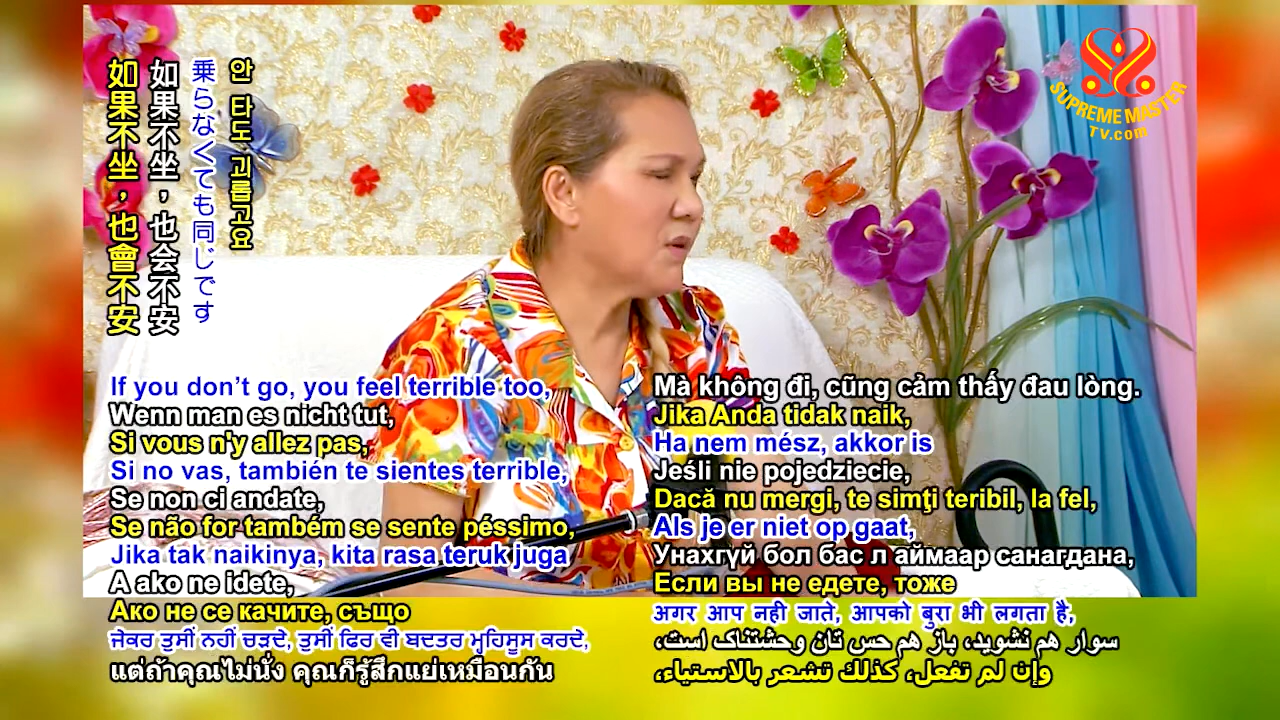 SUPREME MASTER
TV.com
如果不坐，也會不安
如果不坐，也会不安
乗らなくても同じです
안 타도 괴롭고요
If you don’t go, you feel terrible too,
Wenn man es nicht tut,
Si vous n'y allez pas,
Si no vas, también te sientes terrible,
Se non ci andate,
Se não for também se sente péssimo,
Jika tak naikinya, kita rasa teruk juga
A ako ne idete,
Ако не се качите, също
ਜੇਕਰ ਤੁਸੀਂ ਨਹੀਂ ਚੜ੍ਹਦੇ, ਤੁਸੀਂ ਫਿਰ ਵੀ ਬਦਤਰ ਮਹਿਸੂਸ ਕਰਦੇ,
แต่ถ้าคุณไม่นั่ง คุณก็รู้สึกแย่เหมือนกัน
Mà không đi, cũng cảm thấy đau lòng.
Jika Anda tidak naik,
Ha nem mész, akkor is
Jeśli nie pojedziecie,
Dacă nu mergi, te simţi teribil, la fel,
Als je er niet op gaat,
Унахгүй бол бас л аймаар санагдана,
Если вы не едете, тоже
अगर आप नही जाते, आपको बुरा भी लगता है,
سوار هم نشوید، باز هم حس تان وحشتناک است،
وإن لم تفعل، كذلك تشعر بالاستياء،